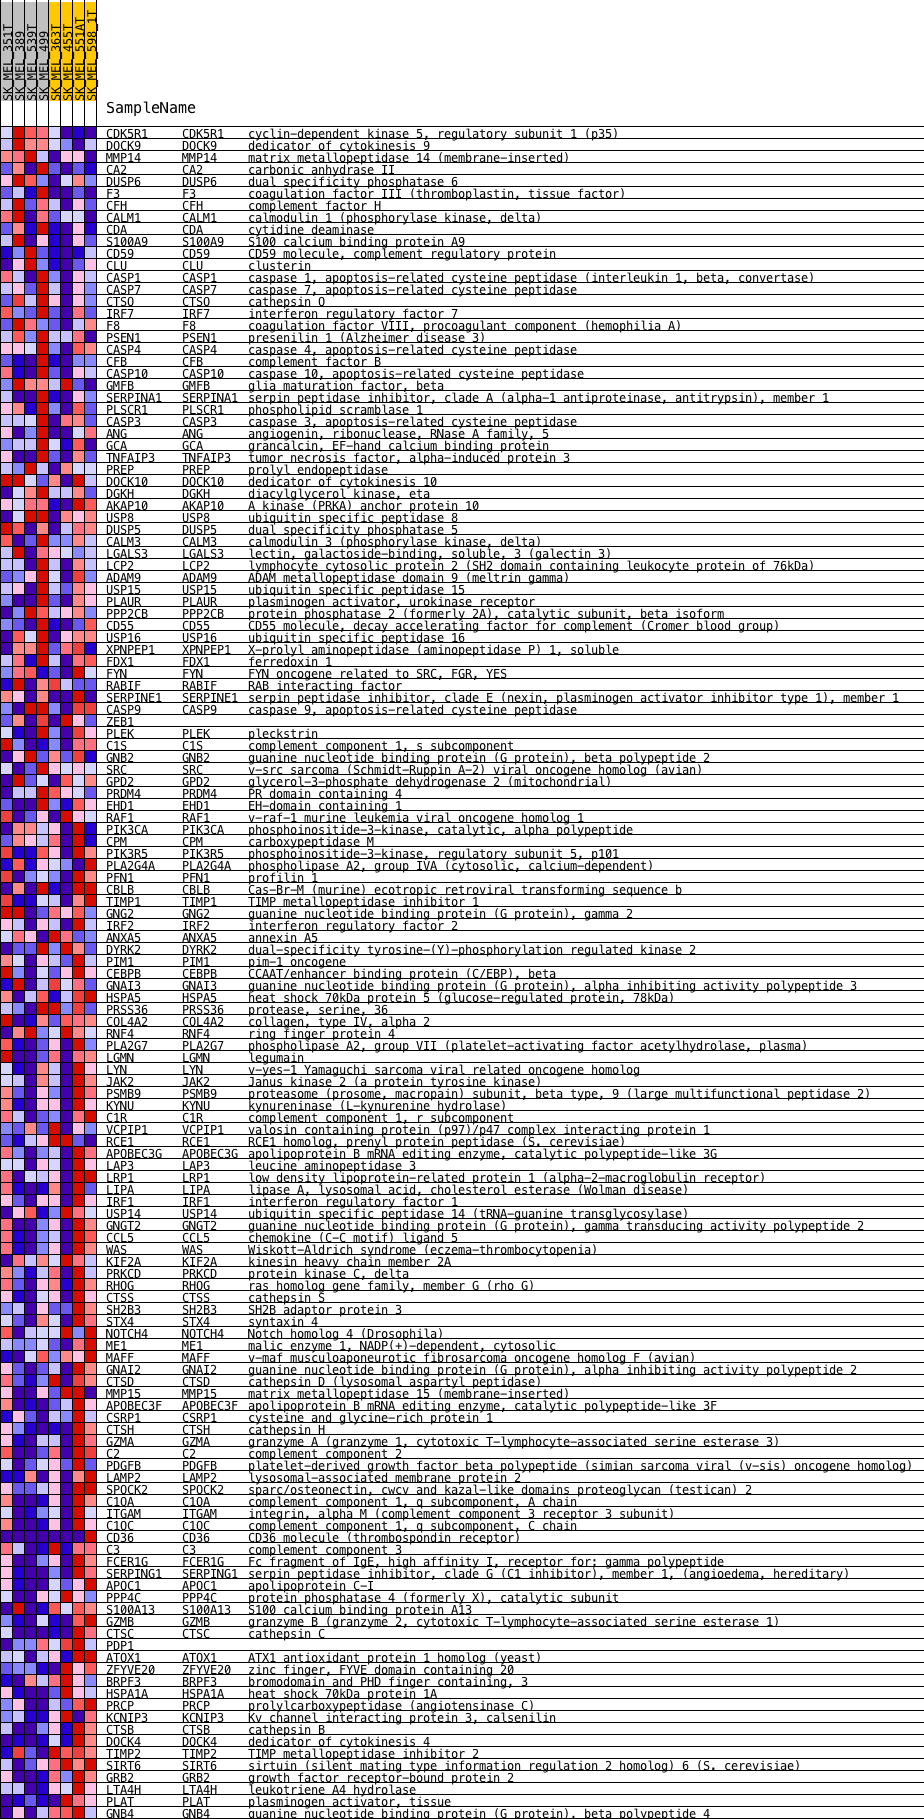 SK_MEL_351T
SK_MEL_389
SK_MEL_539T
SK_MEL_499
SK_MEL_363T
SK_MEL_455T
SK_MEL_551AT
SK_MEL_598_1T
SampleName
CDK5R1 CDK5R1 cyclin-dependent kinase 5, regulatory subunit 1 (p35)
DOCK9 DOCK9 dedicator of cytokinesis 9
MMP14 MMP14 matrix metallopeptidase 14 (membrane-inserted)
CA2 CA2 carbonic anhydrase II
DUSP6 DUSP6 dual specificity phosphatase 6
F3 F3 coagulation factor III (thromboplastin, tissue factor)
CFH CFH complement factor H
CALM1 CALM1 calmodulin 1 (phosphorylase kinase, delta)
CDA CDA cytidine deaminase
S100A9 S100A9 S100 calcium binding protein A9
CD59 CD59 CD59 molecule, complement regulatory protein
CLU CLU clusterin
CASP1 CASP1 caspase 1, apoptosis-related cysteine peptidase (interleukin 1, beta, convertase)
CASP7 CASP7 caspase 7, apoptosis-related cysteine peptidase
CTSO CTSO cathepsin O
IRF7 IRF7 interferon regulatory factor 7
F8 F8 coagulation factor VIII, procoagulant component (hemophilia A)
PSEN1 PSEN1 presenilin 1 (Alzheimer disease 3)
CASP4 CASP4 caspase 4, apoptosis-related cysteine peptidase
CFB CFB complement factor B
CASP10 CASP10 caspase 10, apoptosis-related cysteine peptidase
GMFB GMFB glia maturation factor, beta
SERPINA1 SERPINA1 serpin peptidase inhibitor, clade A (alpha-1 antiproteinase, antitrypsin), member 1
PLSCR1 PLSCR1 phospholipid scramblase 1
CASP3 CASP3 caspase 3, apoptosis-related cysteine peptidase
ANG ANG angiogenin, ribonuclease, RNase A family, 5
GCA GCA grancalcin, EF-hand calcium binding protein
TNFAIP3 TNFAIP3 tumor necrosis factor, alpha-induced protein 3
PREP PREP prolyl endopeptidase
DOCK10 DOCK10 dedicator of cytokinesis 10
DGKH DGKH diacylglycerol kinase, eta
AKAP10 AKAP10 A kinase (PRKA) anchor protein 10
USP8 USP8 ubiquitin specific peptidase 8
DUSP5 DUSP5 dual specificity phosphatase 5
CALM3 CALM3 calmodulin 3 (phosphorylase kinase, delta)
LGALS3 LGALS3 lectin, galactoside-binding, soluble, 3 (galectin 3)
LCP2 LCP2 lymphocyte cytosolic protein 2 (SH2 domain containing leukocyte protein of 76kDa)
ADAM9 ADAM9 ADAM metallopeptidase domain 9 (meltrin gamma)
USP15 USP15 ubiquitin specific peptidase 15
PLAUR PLAUR plasminogen activator, urokinase receptor
PPP2CB PPP2CB protein phosphatase 2 (formerly 2A), catalytic subunit, beta isoform
CD55 CD55 CD55 molecule, decay accelerating factor for complement (Cromer blood group)
USP16 USP16 ubiquitin specific peptidase 16
XPNPEP1 XPNPEP1 X-prolyl aminopeptidase (aminopeptidase P) 1, soluble
FDX1 FDX1 ferredoxin 1
FYN FYN FYN oncogene related to SRC, FGR, YES
RABIF RABIF RAB interacting factor
SERPINE1 SERPINE1 serpin peptidase inhibitor, clade E (nexin, plasminogen activator inhibitor type 1), member 1
CASP9 CASP9 caspase 9, apoptosis-related cysteine peptidase
ZEB1
PLEK PLEK pleckstrin
C1S C1S complement component 1, s subcomponent
GNB2 GNB2 guanine nucleotide binding protein (G protein), beta polypeptide 2
SRC SRC v-src sarcoma (Schmidt-Ruppin A-2) viral oncogene homolog (avian)
GPD2 GPD2 glycerol-3-phosphate dehydrogenase 2 (mitochondrial)
PRDM4 PRDM4 PR domain containing 4
EHD1 EHD1 EH-domain containing 1
RAF1 RAF1 v-raf-1 murine leukemia viral oncogene homolog 1
PIK3CA PIK3CA phosphoinositide-3-kinase, catalytic, alpha polypeptide
CPM CPM carboxypeptidase M
PIK3R5 PIK3R5 phosphoinositide-3-kinase, regulatory subunit 5, p101
PLA2G4A PLA2G4A phospholipase A2, group IVA (cytosolic, calcium-dependent)
PFN1 PFN1 profilin 1
CBLB CBLB Cas-Br-M (murine) ecotropic retroviral transforming sequence b
TIMP1 TIMP1 TIMP metallopeptidase inhibitor 1
GNG2 GNG2 guanine nucleotide binding protein (G protein), gamma 2
IRF2 IRF2 interferon regulatory factor 2
ANXA5 ANXA5 annexin A5
DYRK2 DYRK2 dual-specificity tyrosine-(Y)-phosphorylation regulated kinase 2
PIM1 PIM1 pim-1 oncogene
CEBPB CEBPB CCAAT/enhancer binding protein (C/EBP), beta
GNAI3 GNAI3 guanine nucleotide binding protein (G protein), alpha inhibiting activity polypeptide 3
HSPA5 HSPA5 heat shock 70kDa protein 5 (glucose-regulated protein, 78kDa)
PRSS36 PRSS36 protease, serine, 36
COL4A2 COL4A2 collagen, type IV, alpha 2
RNF4 RNF4 ring finger protein 4
PLA2G7 PLA2G7 phospholipase A2, group VII (platelet-activating factor acetylhydrolase, plasma)
LGMN LGMN legumain
LYN LYN v-yes-1 Yamaguchi sarcoma viral related oncogene homolog
JAK2 JAK2 Janus kinase 2 (a protein tyrosine kinase)
PSMB9 PSMB9 proteasome (prosome, macropain) subunit, beta type, 9 (large multifunctional peptidase 2)
KYNU KYNU kynureninase (L-kynurenine hydrolase)
C1R C1R complement component 1, r subcomponent
VCPIP1 VCPIP1 valosin containing protein (p97)/p47 complex interacting protein 1
RCE1 RCE1 RCE1 homolog, prenyl protein peptidase (S. cerevisiae)
APOBEC3G APOBEC3G apolipoprotein B mRNA editing enzyme, catalytic polypeptide-like 3G
LAP3 LAP3 leucine aminopeptidase 3
LRP1 LRP1 low density lipoprotein-related protein 1 (alpha-2-macroglobulin receptor)
LIPA LIPA lipase A, lysosomal acid, cholesterol esterase (Wolman disease)
IRF1 IRF1 interferon regulatory factor 1
USP14 USP14 ubiquitin specific peptidase 14 (tRNA-guanine transglycosylase)
GNGT2 GNGT2 guanine nucleotide binding protein (G protein), gamma transducing activity polypeptide 2
CCL5 CCL5 chemokine (C-C motif) ligand 5
WAS WAS Wiskott-Aldrich syndrome (eczema-thrombocytopenia)
KIF2A KIF2A kinesin heavy chain member 2A
PRKCD PRKCD protein kinase C, delta
RHOG RHOG ras homolog gene family, member G (rho G)
CTSS CTSS cathepsin S
SH2B3 SH2B3 SH2B adaptor protein 3
STX4 STX4 syntaxin 4
NOTCH4 NOTCH4 Notch homolog 4 (Drosophila)
ME1 ME1 malic enzyme 1, NADP(+)-dependent, cytosolic
MAFF MAFF v-maf musculoaponeurotic fibrosarcoma oncogene homolog F (avian)
GNAI2 GNAI2 guanine nucleotide binding protein (G protein), alpha inhibiting activity polypeptide 2
CTSD CTSD cathepsin D (lysosomal aspartyl peptidase)
MMP15 MMP15 matrix metallopeptidase 15 (membrane-inserted)
APOBEC3F APOBEC3F apolipoprotein B mRNA editing enzyme, catalytic polypeptide-like 3F
CSRP1 CSRP1 cysteine and glycine-rich protein 1
CTSH CTSH cathepsin H
GZMA GZMA granzyme A (granzyme 1, cytotoxic T-lymphocyte-associated serine esterase 3)
C2 C2 complement component 2
PDGFB PDGFB platelet-derived growth factor beta polypeptide (simian sarcoma viral (v-sis) oncogene homolog)
LAMP2 LAMP2 lysosomal-associated membrane protein 2
SPOCK2 SPOCK2 sparc/osteonectin, cwcv and kazal-like domains proteoglycan (testican) 2
C1QA C1QA complement component 1, q subcomponent, A chain
ITGAM ITGAM integrin, alpha M (complement component 3 receptor 3 subunit)
C1QC C1QC complement component 1, q subcomponent, C chain
CD36 CD36 CD36 molecule (thrombospondin receptor)
C3 C3 complement component 3
FCER1G FCER1G Fc fragment of IgE, high affinity I, receptor for; gamma polypeptide
SERPING1 SERPING1 serpin peptidase inhibitor, clade G (C1 inhibitor), member 1, (angioedema, hereditary)
APOC1 APOC1 apolipoprotein C-I
PPP4C PPP4C protein phosphatase 4 (formerly X), catalytic subunit
S100A13 S100A13 S100 calcium binding protein A13
GZMB GZMB granzyme B (granzyme 2, cytotoxic T-lymphocyte-associated serine esterase 1)
CTSC CTSC cathepsin C
PDP1
ATOX1 ATOX1 ATX1 antioxidant protein 1 homolog (yeast)
ZFYVE20 ZFYVE20 zinc finger, FYVE domain containing 20
BRPF3 BRPF3 bromodomain and PHD finger containing, 3
HSPA1A HSPA1A heat shock 70kDa protein 1A
PRCP PRCP prolylcarboxypeptidase (angiotensinase C)
KCNIP3 KCNIP3 Kv channel interacting protein 3, calsenilin
CTSB CTSB cathepsin B
DOCK4 DOCK4 dedicator of cytokinesis 4
TIMP2 TIMP2 TIMP metallopeptidase inhibitor 2
SIRT6 SIRT6 sirtuin (silent mating type information regulation 2 homolog) 6 (S. cerevisiae)
GRB2 GRB2 growth factor receptor-bound protein 2
LTA4H LTA4H leukotriene A4 hydrolase
PLAT PLAT plasminogen activator, tissue
GNB4 GNB4 guanine nucleotide binding protein (G protein), beta polypeptide 4